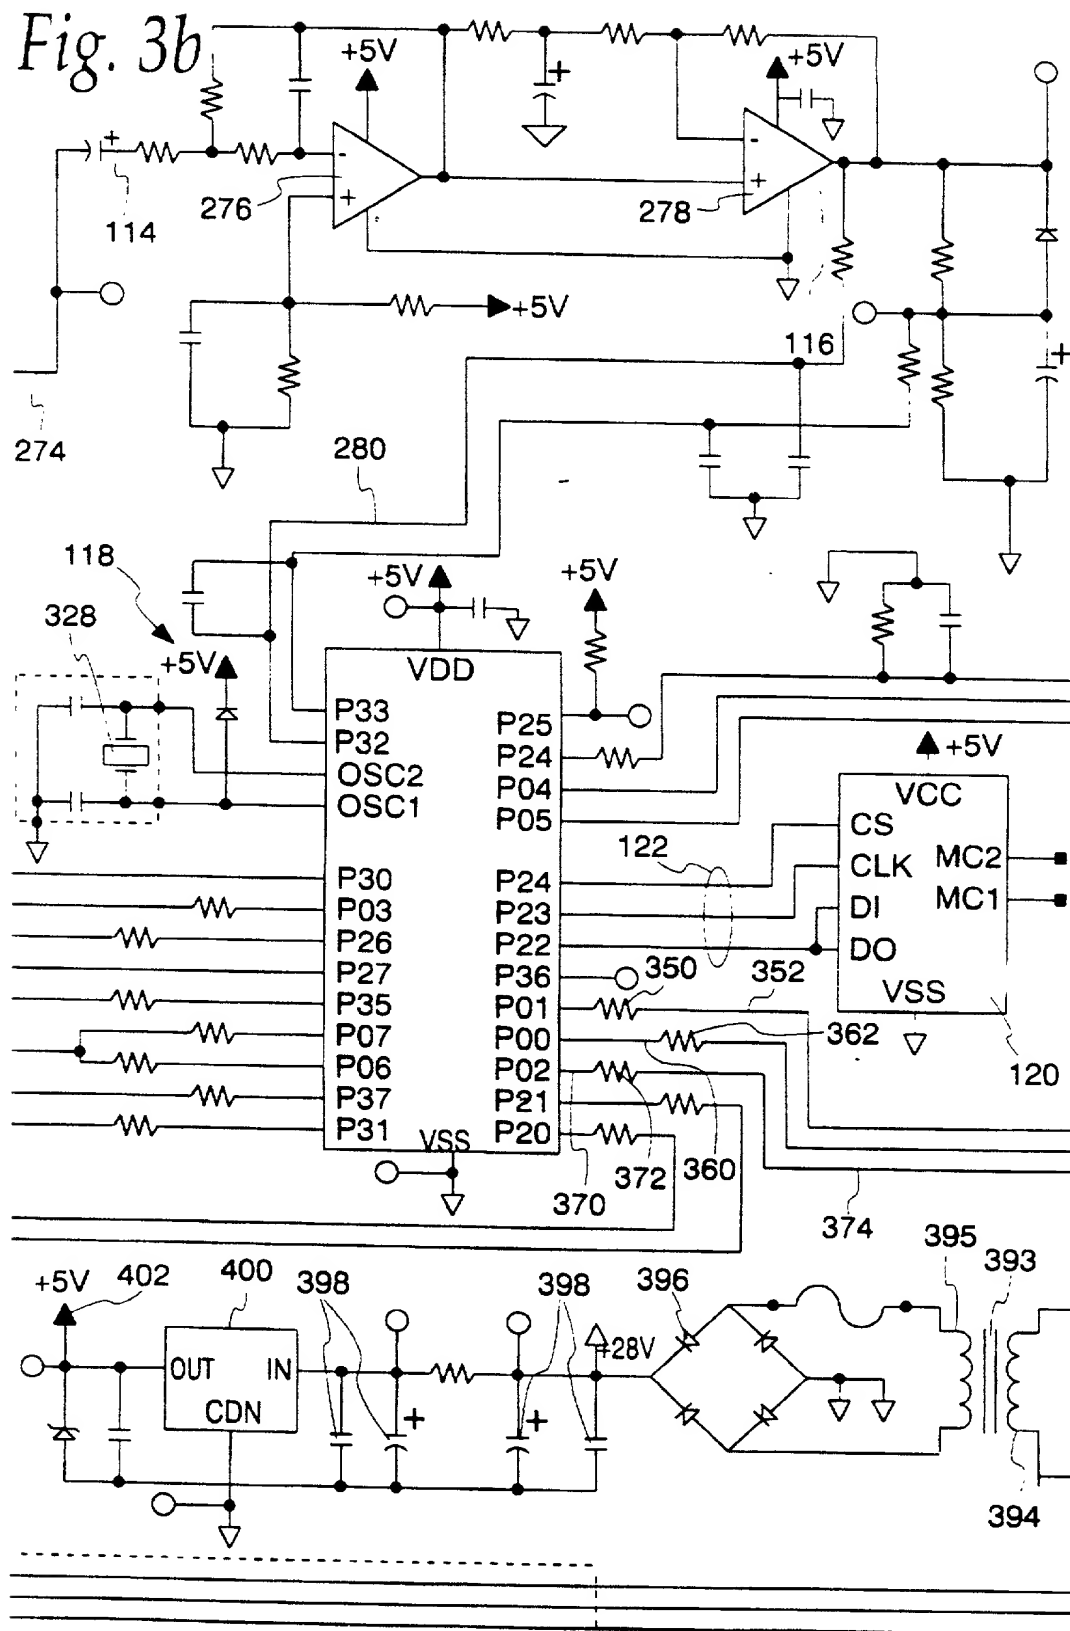 Fig. 3b
+5V
+
+5V
+
-
+
276
114
-
+
278
+5V
116
+
274
280
118
328
+5V
+5V
+5V
VDD
P33
P32
OSC2
OSC1
P30
P03
P26
P27
P35
P07
P06
P37
P31
VSS
P25
P24
P04
P05
P24
P23
P22
P36
P01
P00
P02
P21
P20
122
+5V
VCC
CS
CLK
DI
DO
MC2
MC1
VSS
120
350
352
362
360
372
370
374
+5V
402
400
398
398
396
395
393
OUT
IN
CDN
+28V
+
+
394